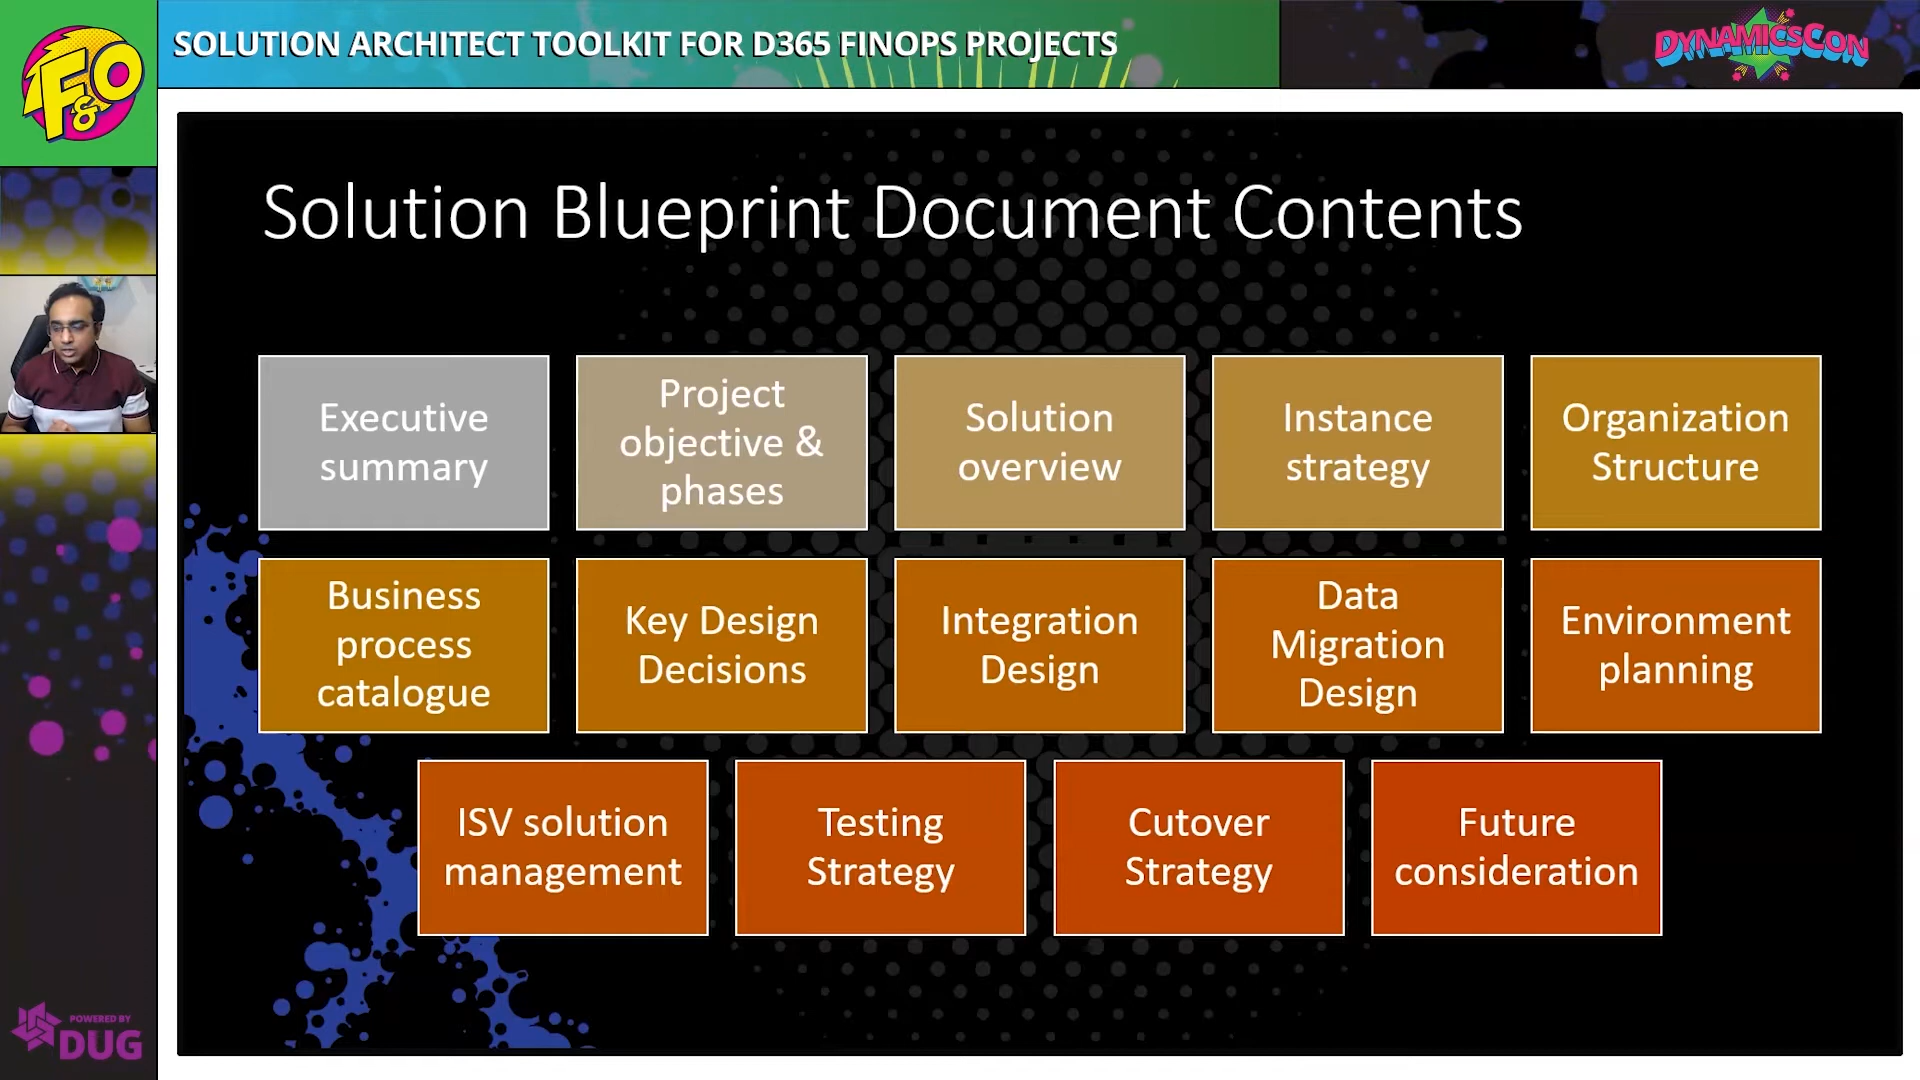 F&O
SOLUTION ARCHITECT TOOLKIT FOR D365 FINOPS PROJECTS
DYNAMICSCON
Solution Blueprint Document Contents
Executive
summary
Project
objective &
phases
Solution
overview
Instance
strategy
Organization
Structure
Business
process
catalogue
Key Design
Decisions
Integration
Design
Data
Migration
Design
Environment
planning
ISV solution
management
Testing
Strategy
Cutover
Strategy
Future
consideration
POWERED BY
DUG